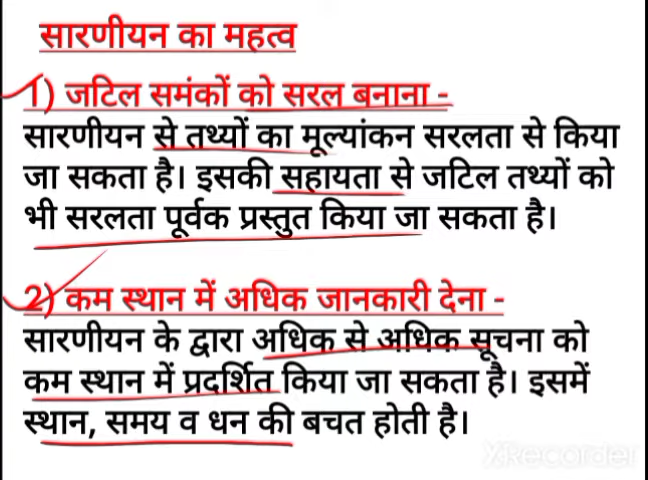 सारणीयन का महत्व
1) जटिल समंकों को सरल बनाना -
सारणीयन से तथ्यों का मूल्यांकन सरलता से किया
जा सकता है। इसकी सहायता से जटिल तथ्यों को
भी सरलता पूर्वक प्रस्तुत किया जा सकता है।
2) कम स्थान में अधिक जानकारी देना -
सारणीयन के द्वारा अधिक से अधिक सूचना को
कम स्थान में प्रदर्शित किया जा सकता है। इसमें
स्थान, समय व धन की बचत होती है।
XRecorder